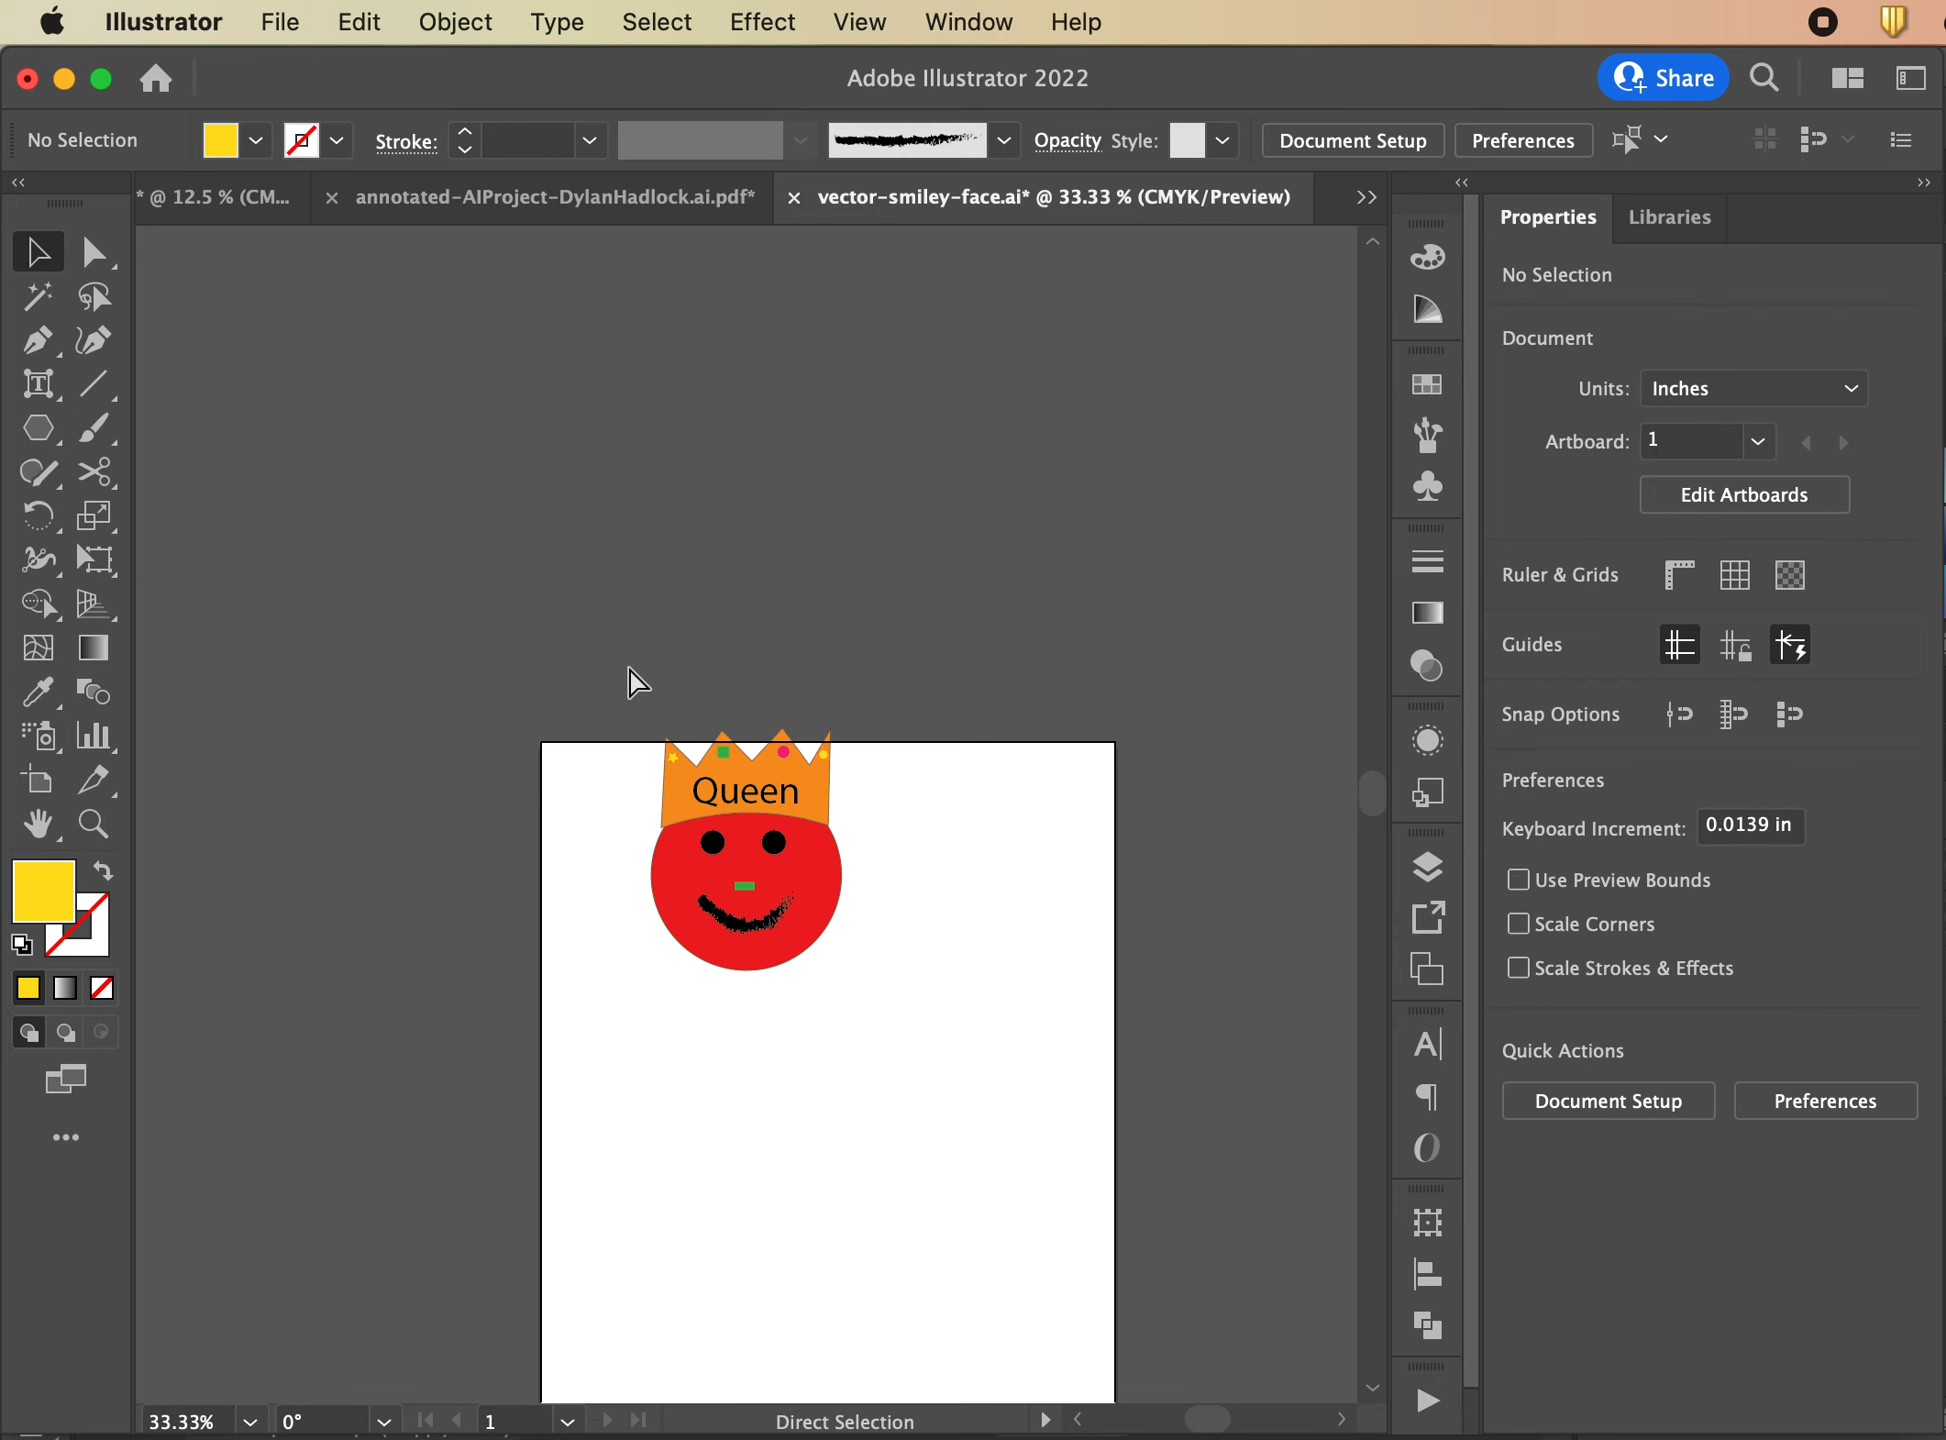 Illustrator File Edit Object Type Select Effect View Window Help
Adobe Illustrator 2022
Share
No Selection
Stroke:
Opacity Style:
Document Setup
Preferences
* @ 12.5 % (CM...
annotated-AIProject-DylanHadlock.ai.pdf*
vector-smiley-face.ai* @ 33.33 % (CMYK/Preview)
Properties
Libraries
No Selection
Document
Units: Inches
Artboard: 1
Edit Artboards
Ruler & Grids
Guides
Snap Options
Preferences
Keyboard Increment: 0.0139 in
Use Preview Bounds
Scale Corners
Scale Strokes & Effects
Quick Actions
Document Setup
Preferences
Queen
33.33%
0°
1
Direct Selection